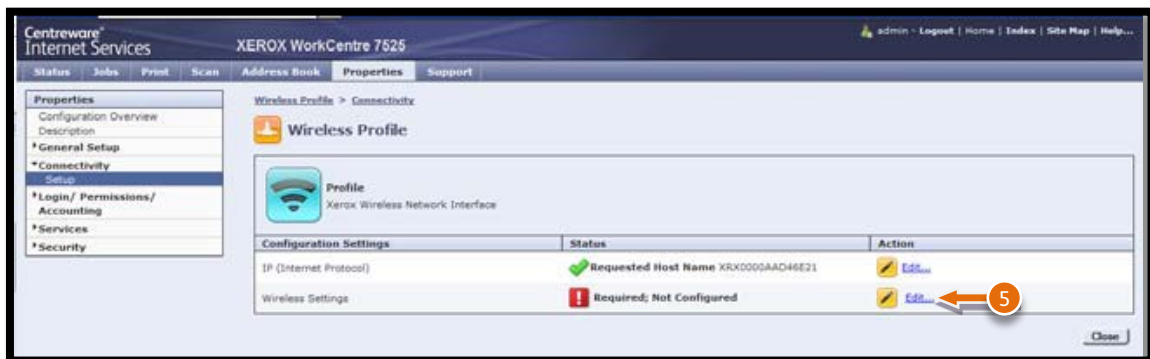 Centreware®
Internet Services
XEROX WorkCentre 7525
admin - Logout | Home | Index | Site Map | Help...
Status Jobs Print Scan Address Book Properties Support
Properties
Configuration Overview
Description
General Setup
Connectivity
Setup
Login/ Permissions/
Accounting
Services
Security
Wireless Profile > Connectivity
Wireless Profile
Profile
Xerox Wireless Network Interface
Configuration Settings Status Action
IP (Internet Protocol) Requested Host Name XRX0000AAD46E21 Edit...
Wireless Settings Required; Not Configured Edit... 5
Close